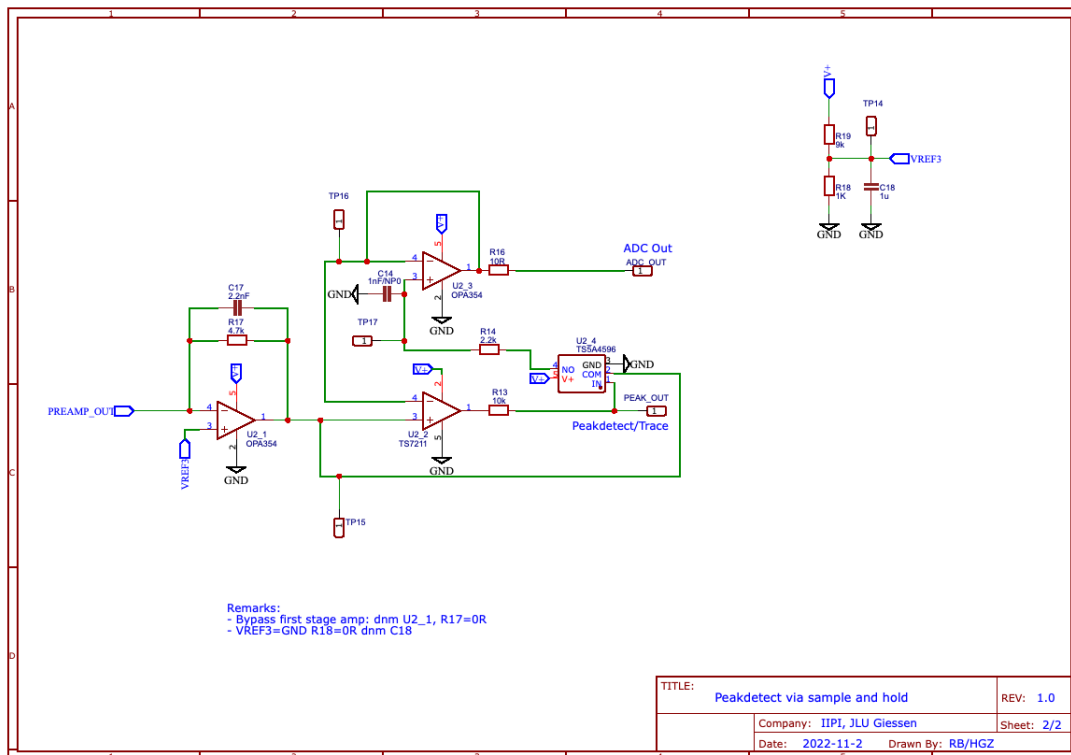 1 2 3 4 5
A
B
C
D
V+
TP14
1
R19
9k
VREF3
R18
1K
C18
1u
GND
GND
TP16
1
V+
5
4
3
1
2
U2_3
OPA354
GND
R16
10R
ADC Out
ADC_OUT
1
C14
1nF/NP0
GND
TP17
1
R14
2.2k
U2_4
TS5A4596
4
5
NO
V+
GND
COM
IN
3
2
1
GND
V+
C17
2.2nF
R17
4.7k
V+
5
PREAMP_OUT
4
3
1
2
U2_1
OPA354
VREF3
GND
V+
2
4
3
1
5
U2_2
TS7211
GND
R13
10k
PEAK_OUT
1
Peakdetect/Trace
TP15
1
Remarks:
- Bypass first stage amp: dnm U2_1, R17=0R
- VREF3=GND R18=0R dnm C18
TITLE:
Peakdetect via sample and hold
REV: 1.0
Company: IIPI, JLU Giessen
Sheet: 2/2
Date: 2022-11-2 Drawn By: RB/HGZ